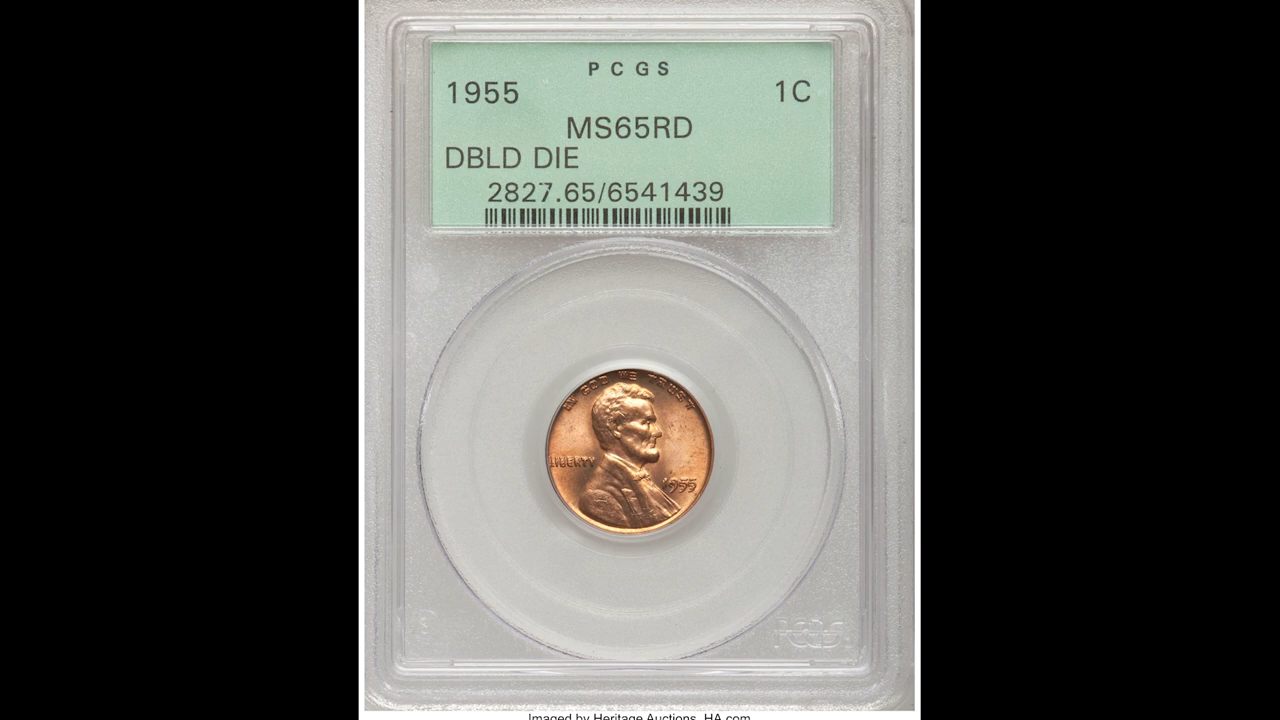 PCGS
1955 1C
MS65RD
DBLD DIE
2827.65/6541439
IN GOD WE TRUST
LIBERTY
1955
PCGS
Imaged by Heritage Auctions, HA.com